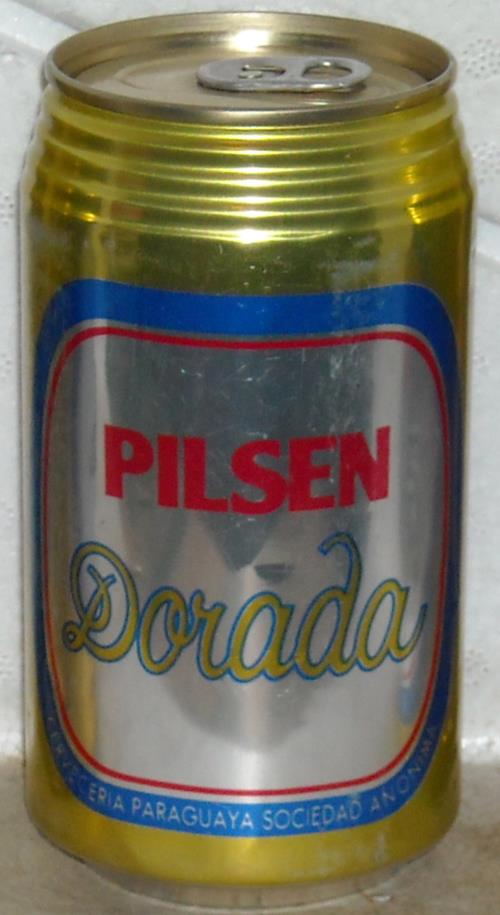 PILSEN
Dorada
CERVECERIA PARAGUAYA SOCIEDAD ANONIMA